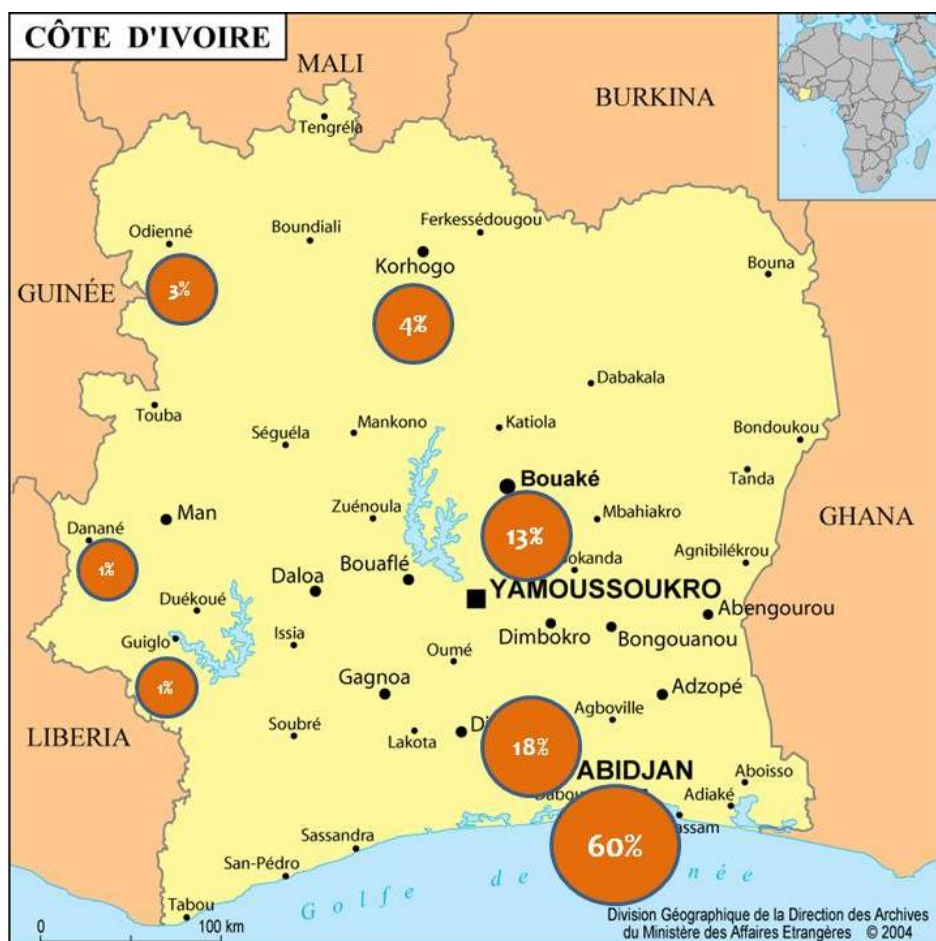 CÔTE D'IVOIRE
MALI
BURKINA
Tengréla
Odienné
Boundiali
Ferkessédougou
Korhogo
Bouna
GUINÉE
3%
4%
Dabakala
Touba
Mankono
Katiola
Séguéla
Bondoukou
Tanda
Bouaké
Zuénoula
Mbahiakro
Man
GHANA
Danané
13%
Agnibilékrou
1%
Bouaflé
Daloa
YAMOUSSOUKRO
Duékoué
Abengourou
Dimbokro
Bongouanou
Guiglo
Issia
Oumé
1%
Gagnoa
Adzopé
Agboville
Soubré
Lakota
LIBERIA
18%
ABIDJAN
Aboisso
Adiaké
Sassandra
60%
San-Pédro
Golfe de
Tabou
0 100 km
Division Géographique de la Direction des Archives
du Ministère des Affaires Etrangères © 2004